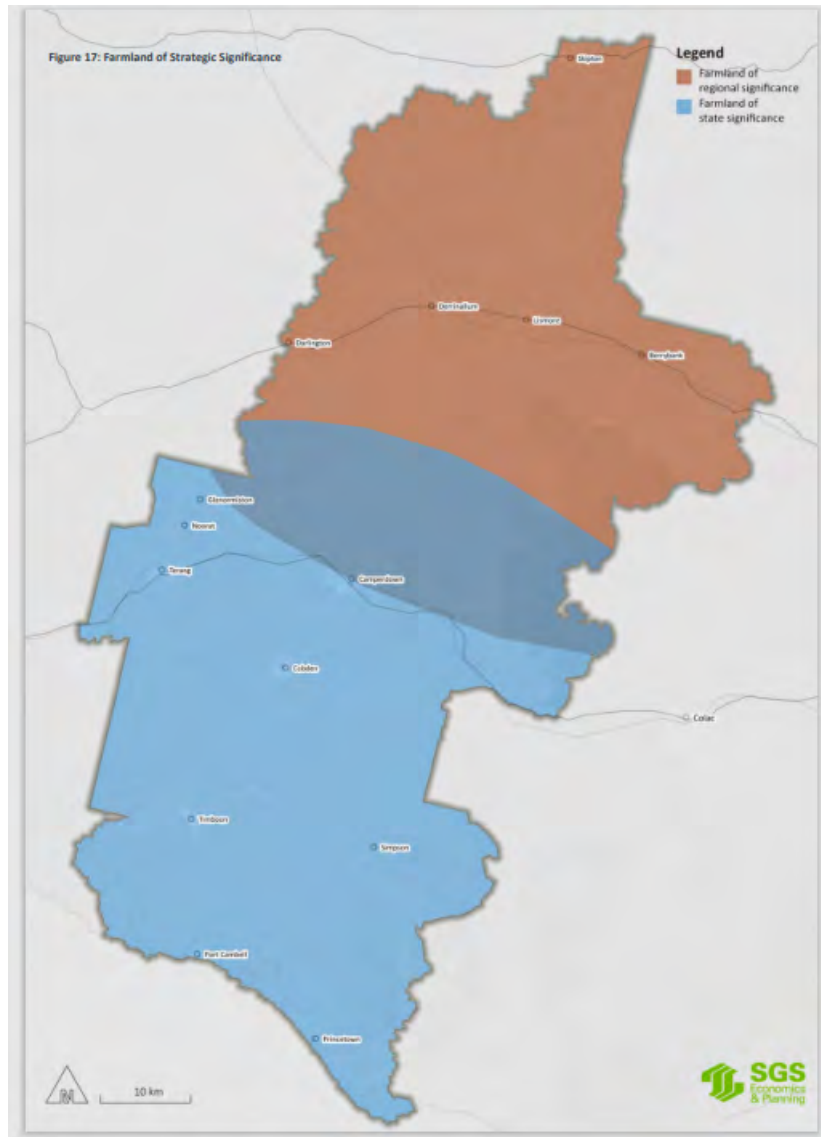 Figure 17: Farmland of Strategic Significance
Legend
Farmland of
regional significance
Farmland of
state significance
Skipton
Derrinallum
Lismore
Darlington
Berrybank
Glenormiston
Noorat
Terang
Camperdown
Cobden
Colac
Timboon
Simpson
Port Cambell
Princetown
N
10 km
SGS
Economics
& Planning